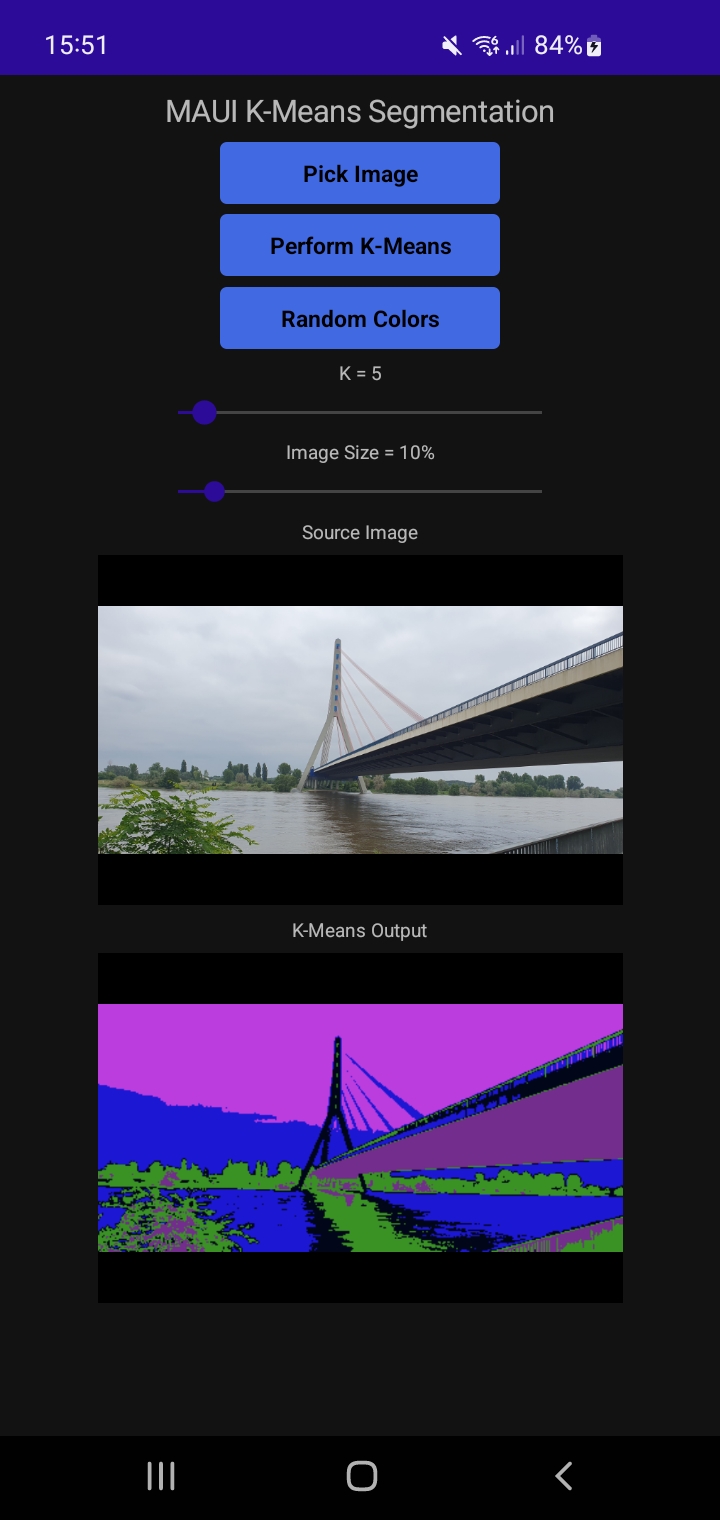 15:51 84%
MAUI K-Means Segmentation
Pick Image
Perform K-Means
Random Colors
K = 5
Image Size = 10%
Source Image
K-Means Output